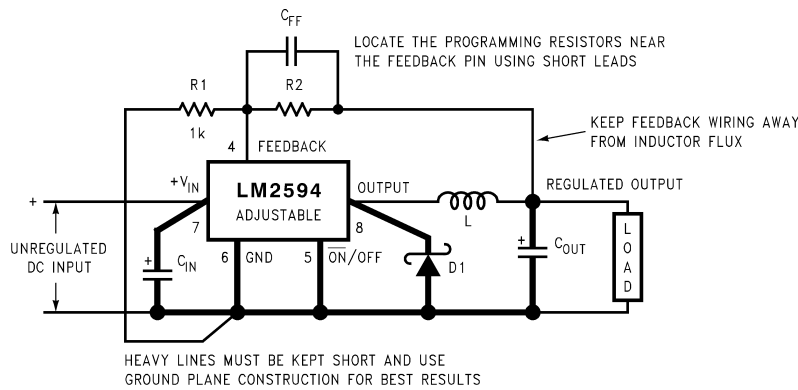 CFF
LOCATE THE PROGRAMMING RESISTORS NEAR
THE FEEDBACK PIN USING SHORT LEADS
R1
R2
1k
4
FEEDBACK
KEEP FEEDBACK WIRING AWAY
FROM INDUCTOR FLUX
+VIN
LM2594
ADJUSTABLE
OUTPUT
REGULATED OUTPUT
+
7
8
L
UNREGULATED
DC INPUT
+
CIN
6
GND
5
ON/OFF
D1
+
COUT
LOAD
HEAVY LINES MUST BE KEPT SHORT AND USE
GROUND PLANE CONSTRUCTION FOR BEST RESULTS